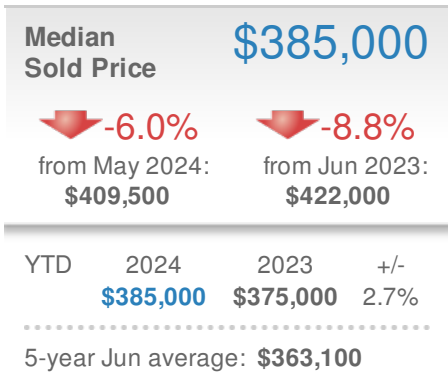 Median
Sold Price
$385,000
-6.0%
-8.8%
from May 2024:
from Jun 2023:
$409,500
$422,000
YTD 2024 2023 +/-
$385,000 $375,000 2.7%
5-year Jun average: $363,100